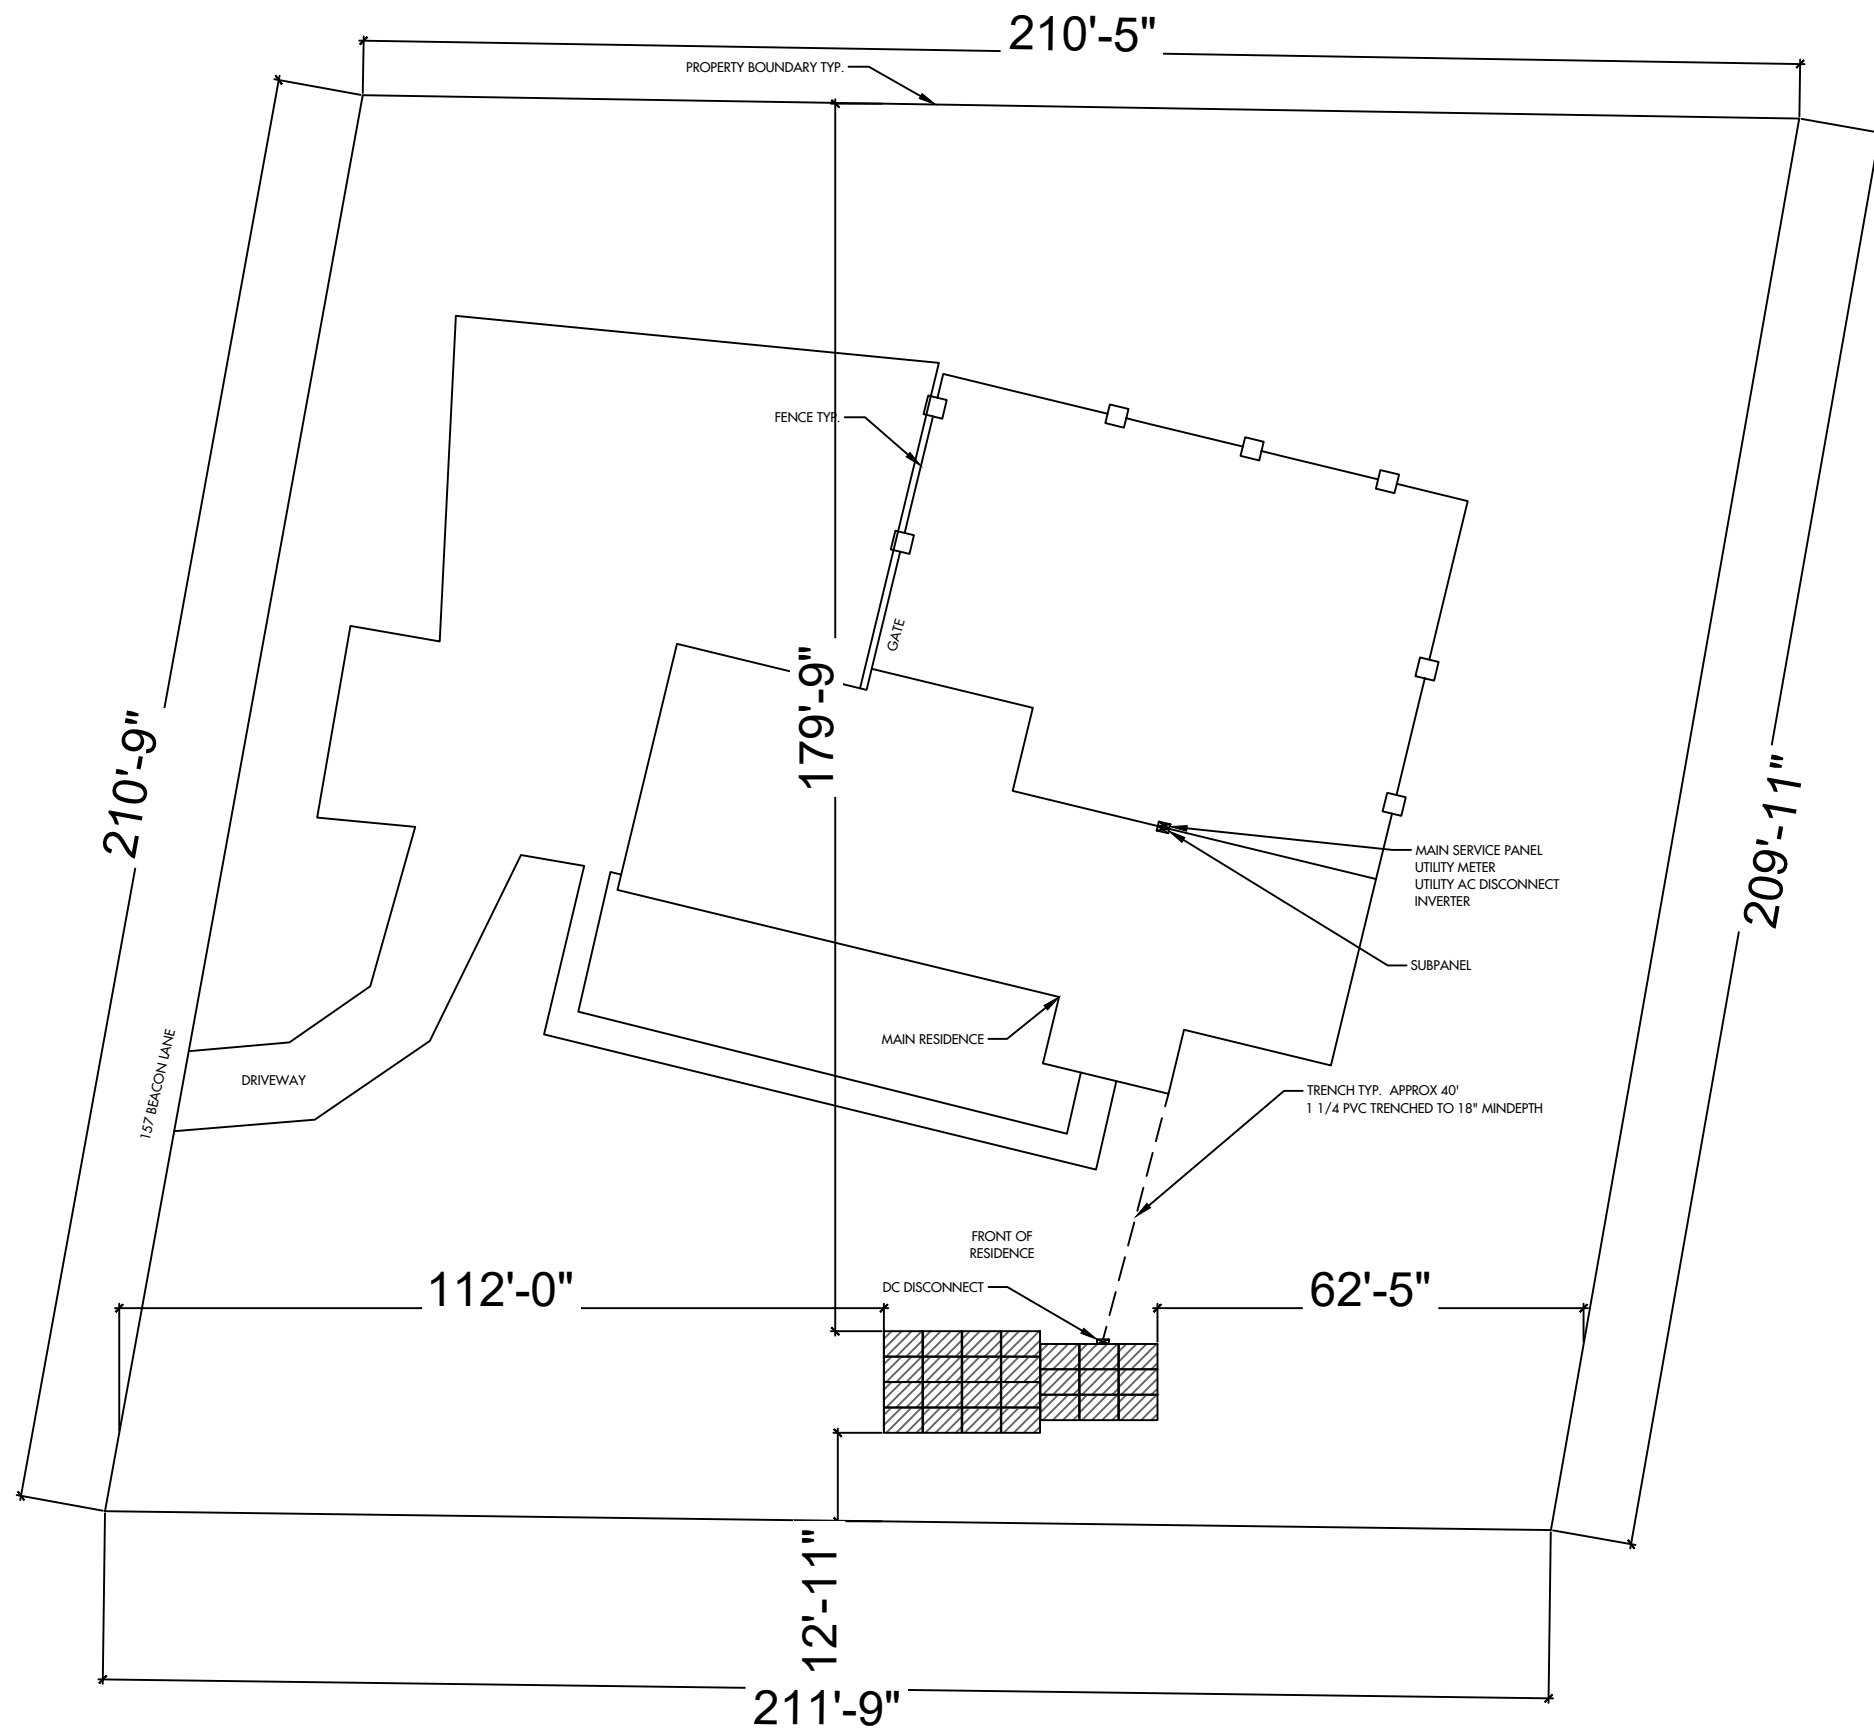 210'-5"
PROPERTY BOUNDARY TYP.
FENCE TYP.
GATE
179'-9"
210'-9"
209'-11"
MAIN SERVICE PANEL
UTILITY METER
UTILITY AC DISCONNECT
INVERTER
SUBPANEL
MAIN RESIDENCE
157 BEACON LANE
DRIVEWAY
TRENCH TYP. APPROX 40'
1 1/4 PVC TRENCHED TO 18" MINDEPTH
FRONT OF
RESIDENCE
DC DISCONNECT
112'-0"
62'-5"
12'-11"
211'-9"